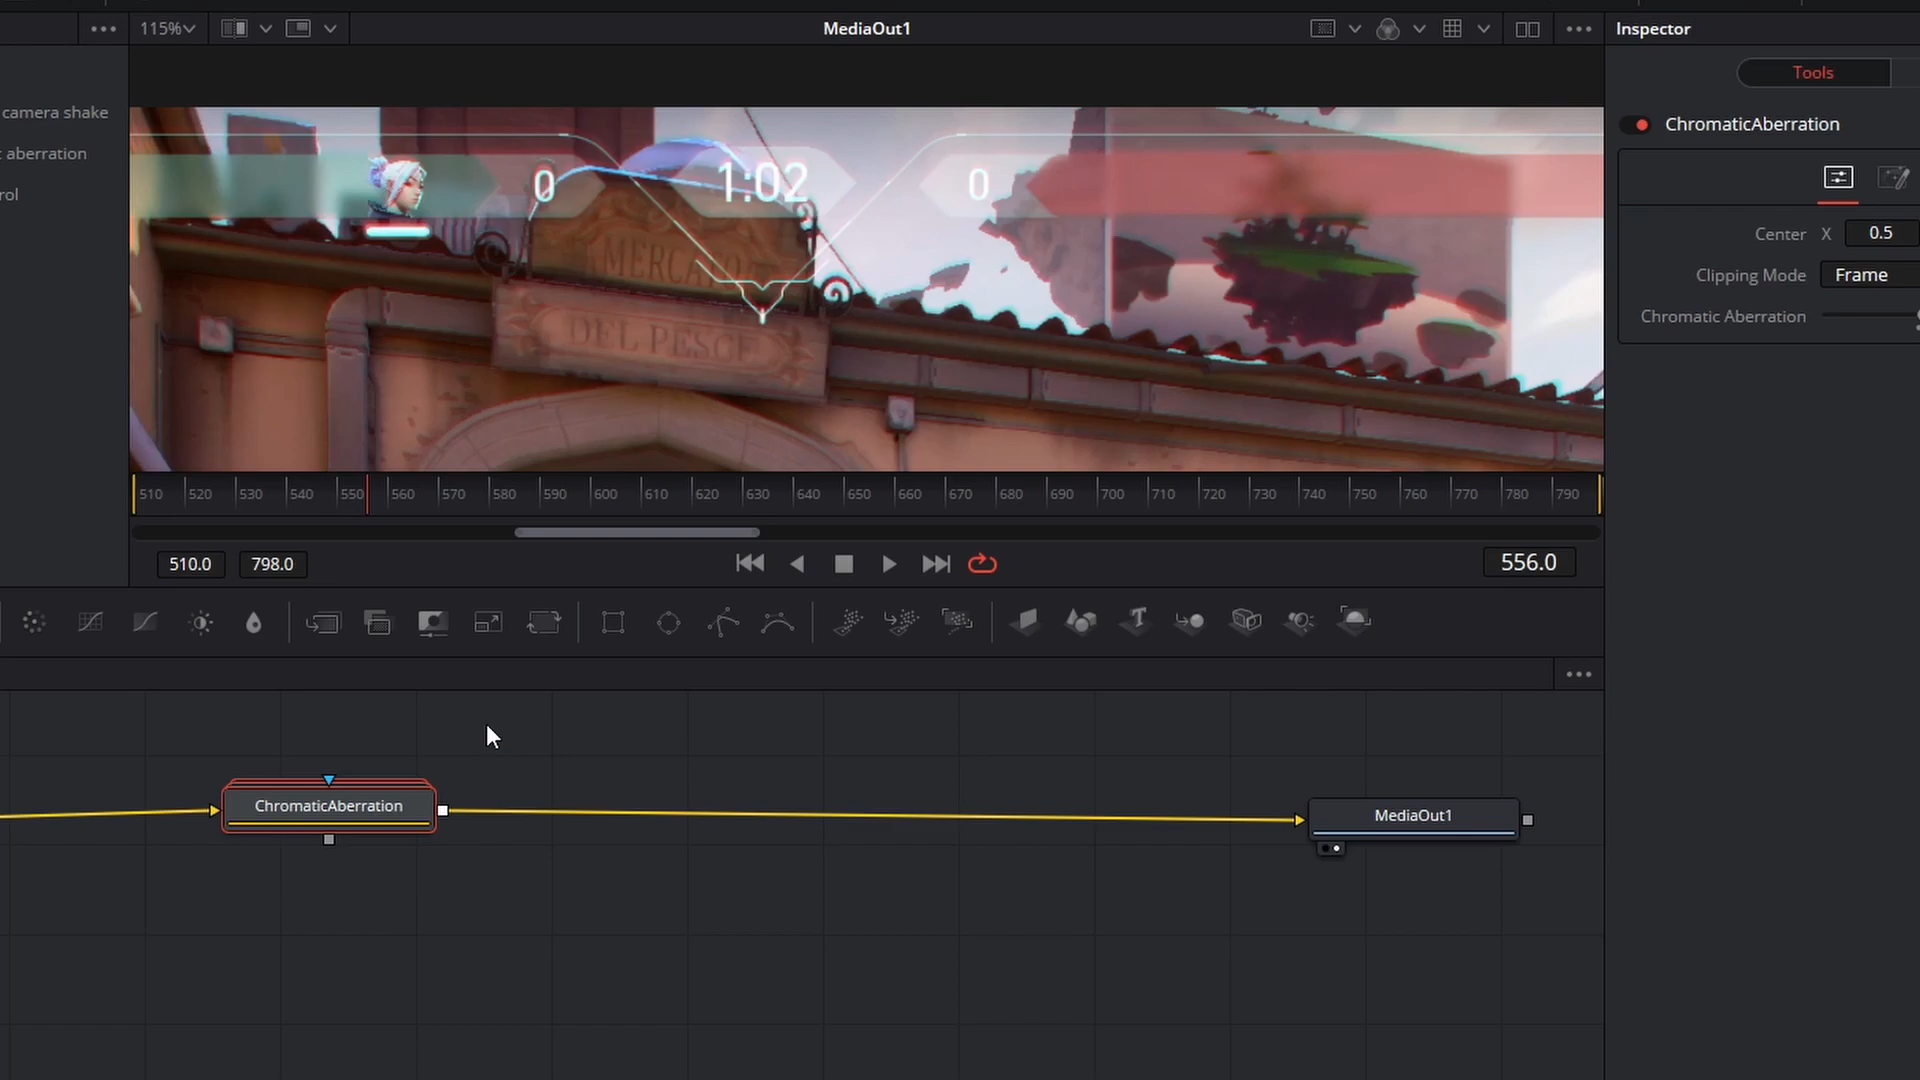 115%
MediaOut1
Inspector
Tools
camera shake
aberration
rol
ChromaticAberration
0
1:02
0
MERCATO
DEL PESCE
Center X 0.5
Clipping Mode Frame
Chromatic Aberration
510 520 530 540 550 560 570 580 590 600 610 620 630 640 650 660 670 680 690 700 710 720 730 740 750 760 770 780 790
510.0 798.0 556.0
T
ChromaticAberration
MediaOut1